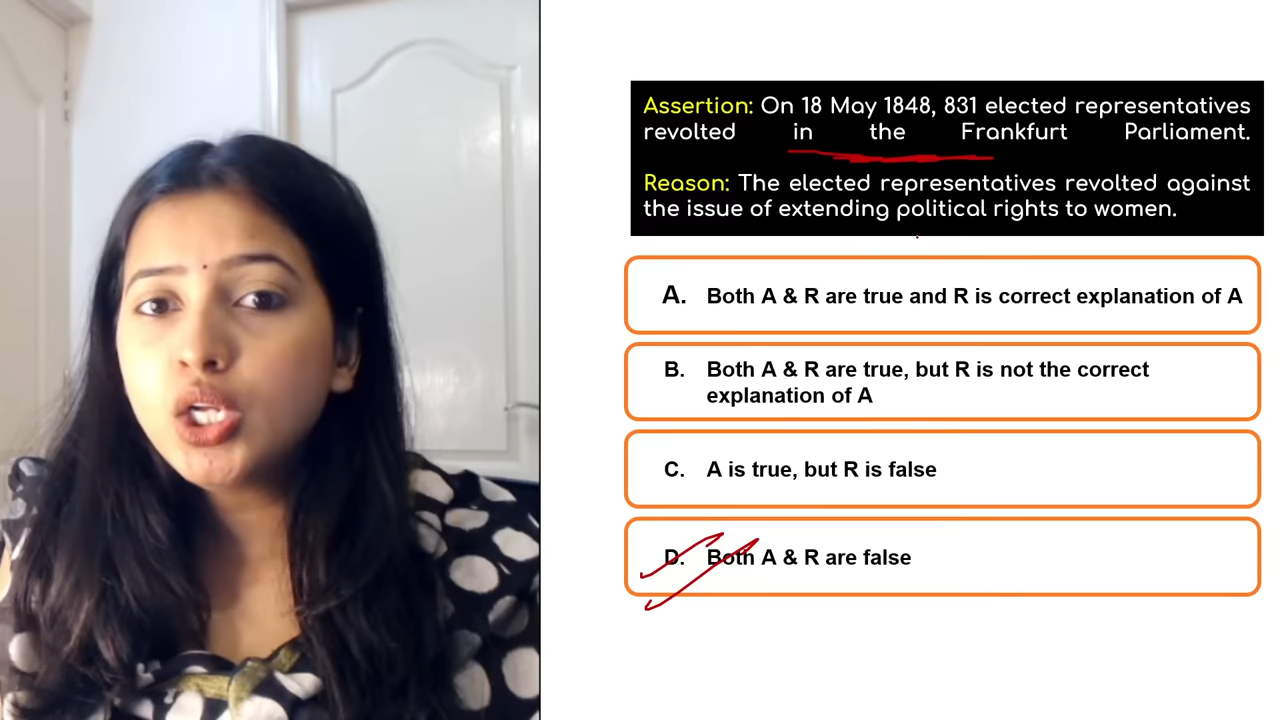 Assertion: On 18 May 1848, 831 elected representatives
revolted in the Frankfurt Parliament.
Reason: The elected representatives revolted against
the issue of extending political rights to women.
A. Both A & R are true and R is correct explanation of A
B. Both A & R are true, but R is not the correct
explanation of A
C. A is true, but R is false
D. Both A & R are false